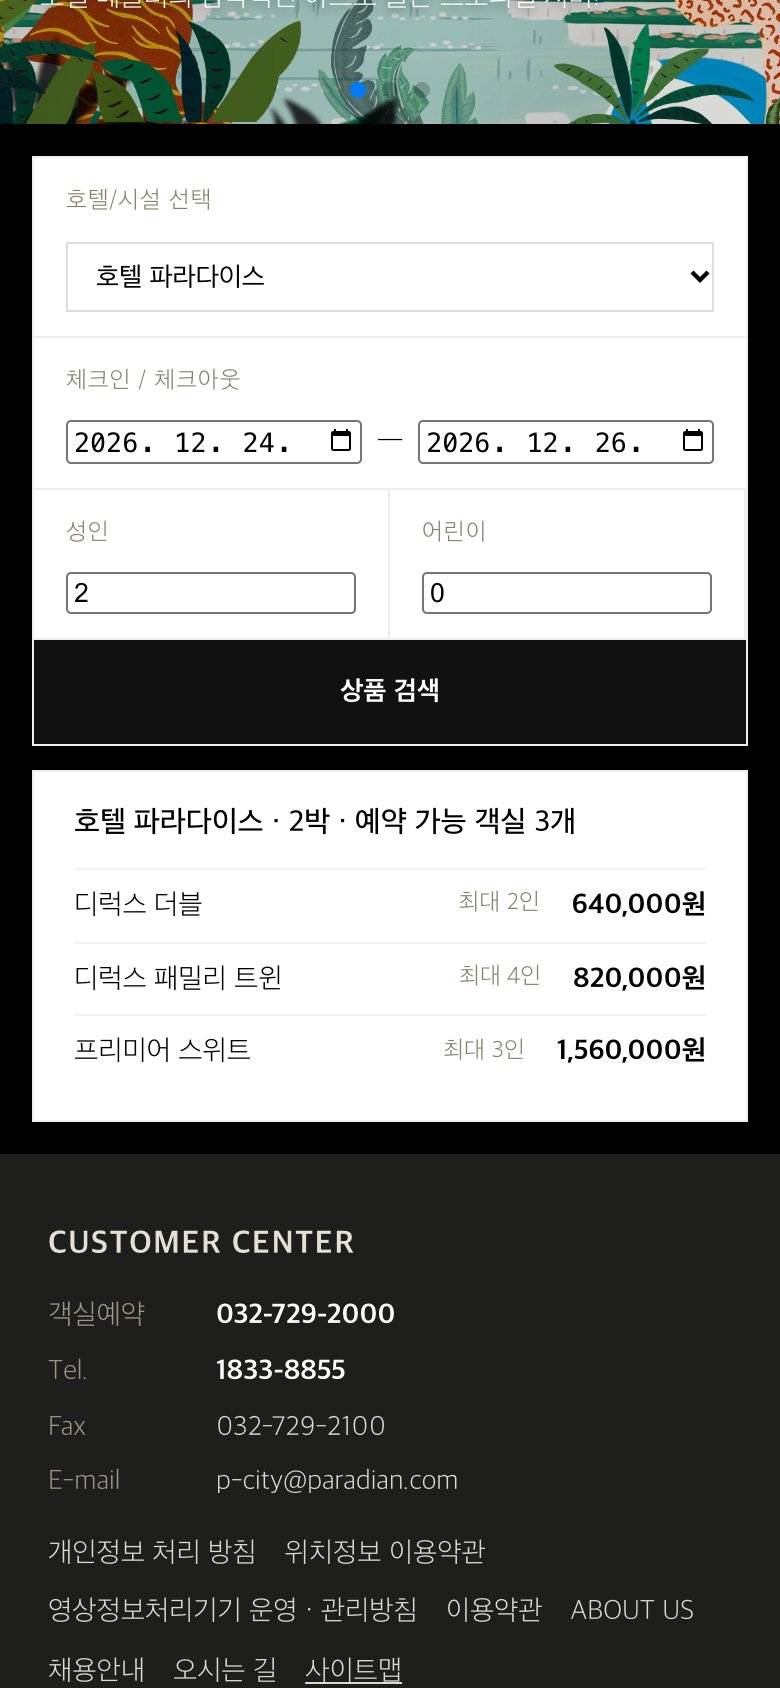 호텔/시설 선택
호텔 파라다이스
체크인 / 체크아웃
2026. 12. 24. — 2026. 12. 26.
성인 어린이
2 0
상품 검색
호텔 파라다이스 · 2박 · 예약 가능 객실 3개
디럭스 더블 최대 2인 640,000원
디럭스 패밀리 트윈 최대 4인 820,000원
프리미어 스위트 최대 3인 1,560,000원
CUSTOMER CENTER
객실예약 032-729-2000
Tel. 1833-8855
Fax 032-729-2100
E-mail p-city@paradian.com
개인정보 처리 방침 위치정보 이용약관
영상정보처리기기 운영 · 관리방침 이용약관 ABOUT US
채용안내 오시는 길 사이트맵